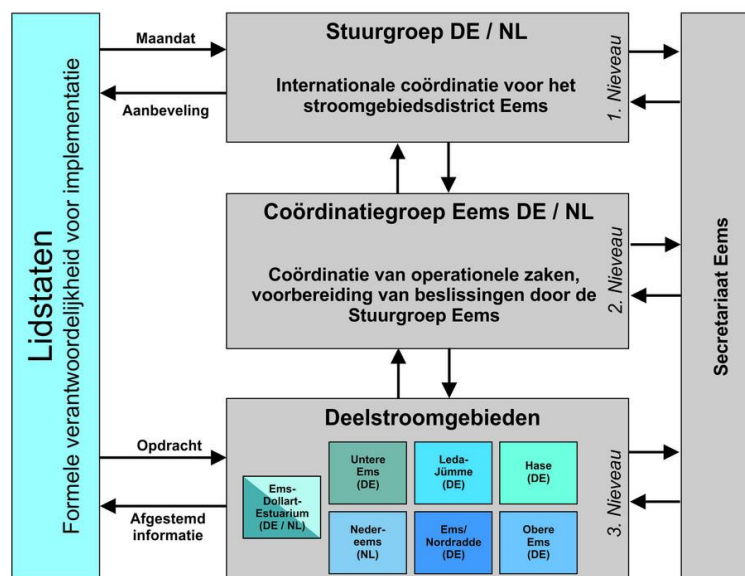 Lidstaten
Formele verantwoordelijkheid voor implementatie
Maandat
Aanbeveling
Stuurgroep DE / NL
Internationale coördinatie voor het
stroomgebiedsdistrict Eems
1. Nieveau
Coördinatiegroep Eems DE / NL
Coördinatie van operationele zaken,
voorbereiding van beslissingen door de
Stuurgroep Eems
2. Nieveau
Opdracht
Afgestemd
informatie
Deelstroomgebieden
Ems-
Dollart-
Estuarium
(DE / NL)
Untere
Ems
(DE)
Leda-
Jümme
(DE)
Hase
(DE)
Neder-
eems
(NL)
Ems/
Nordradde
(DE)
Obere
Ems
(DE)
3. Nieveau
Secretariaat Eems